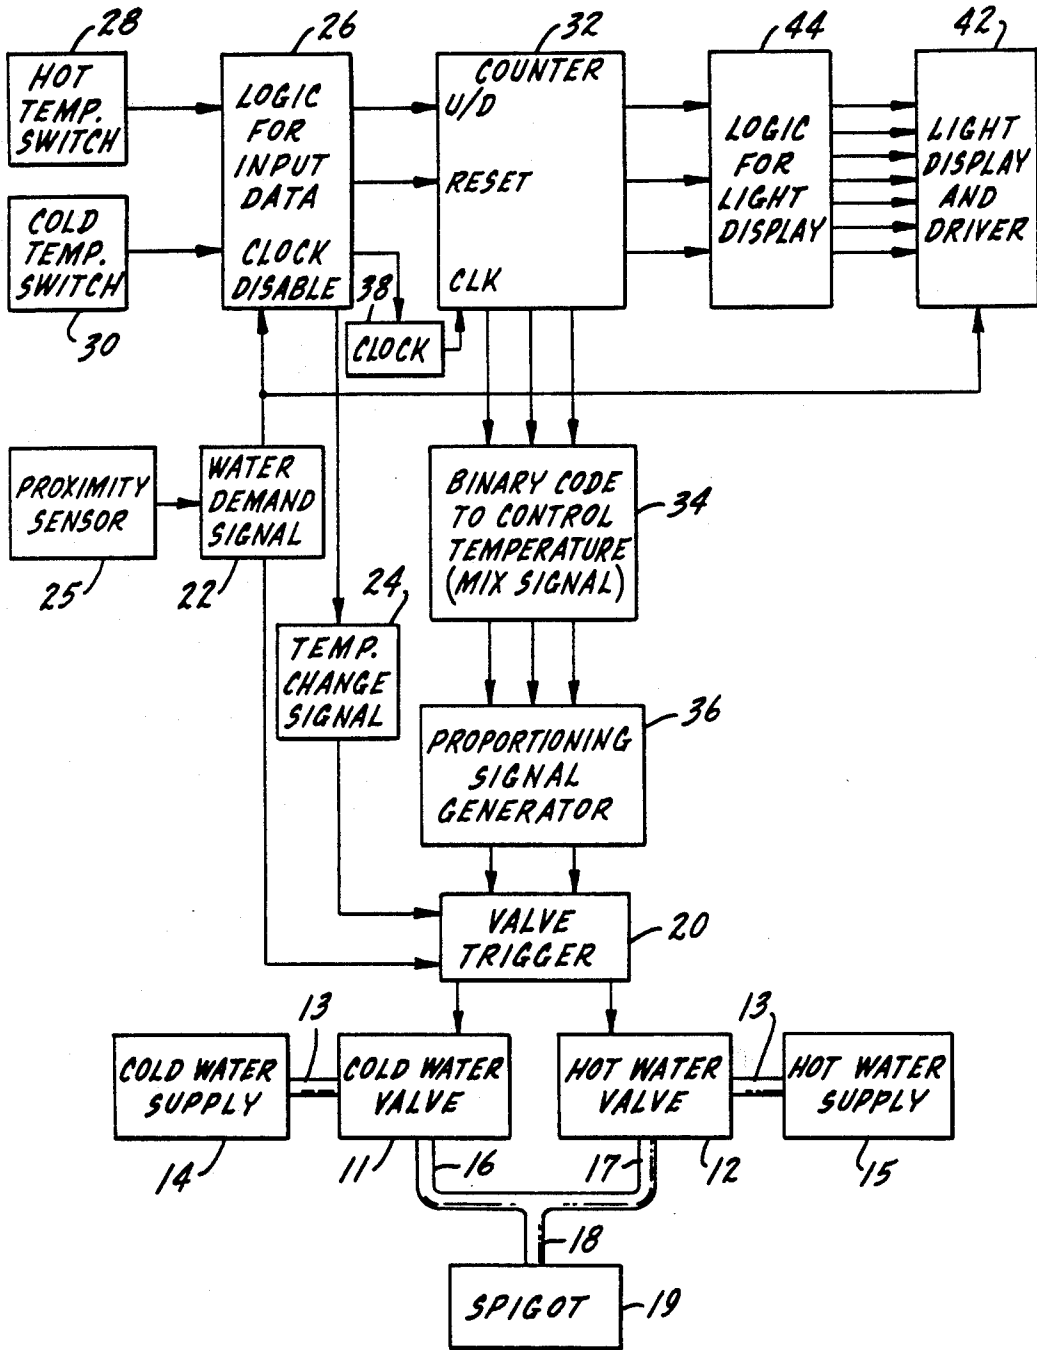 28
26
32
44
42
HOT
TEMP.
SWITCH
LOGIC
FOR
INPUT
DATA
CLOCK
DISABLE
COUNTER
U/D
RESET
CLK
LOGIC
FOR
LIGHT
DISPLAY
LIGHT
DISPLAY
AND
DRIVER
COLD
TEMP.
SWITCH
30
38
CLOCK
PROXIMITY
SENSOR
25
WATER
DEMAND
SIGNAL
22
BINARY CODE
TO CONTROL
TEMPERATURE
(MIX SIGNAL)
34
24
TEMP.
CHANGE
SIGNAL
PROPORTIONING
SIGNAL
GENERATOR
36
VALVE
TRIGGER
20
COLD WATER
SUPPLY
14
13
COLD WATER
VALVE
11
HOT WATER
VALVE
12
13
HOT WATER
SUPPLY
15
16
17
18
SPIGOT
19